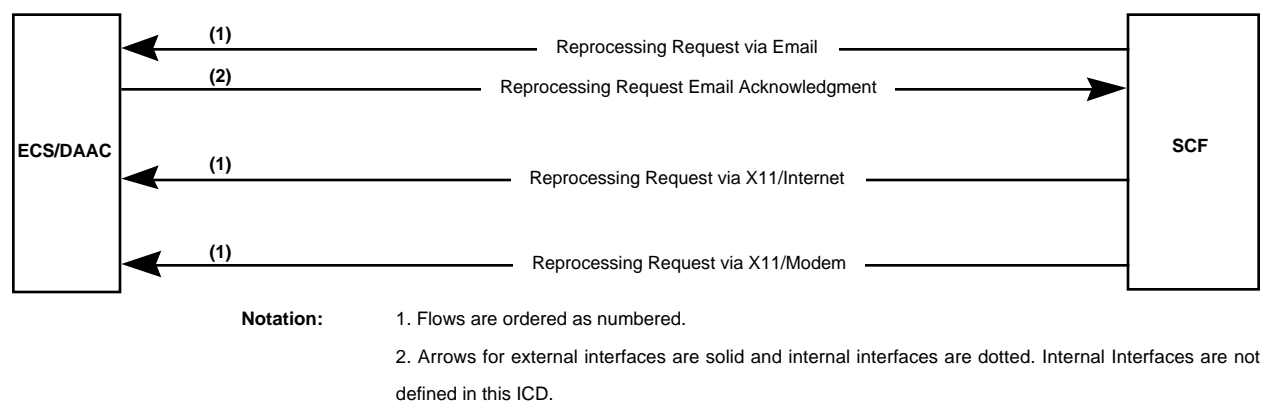 (1)
Reprocessing Request via Email
(2)
Reprocessing Request Email Acknowledgment
ECS/DAAC
SCF
(1)
Reprocessing Request via X11/Internet
(1)
Reprocessing Request via X11/Modem
Notation: 1. Flows are ordered as numbered.
2. Arrows for external interfaces are solid and internal interfaces are dotted. Internal Interfaces are not
defined in this ICD.